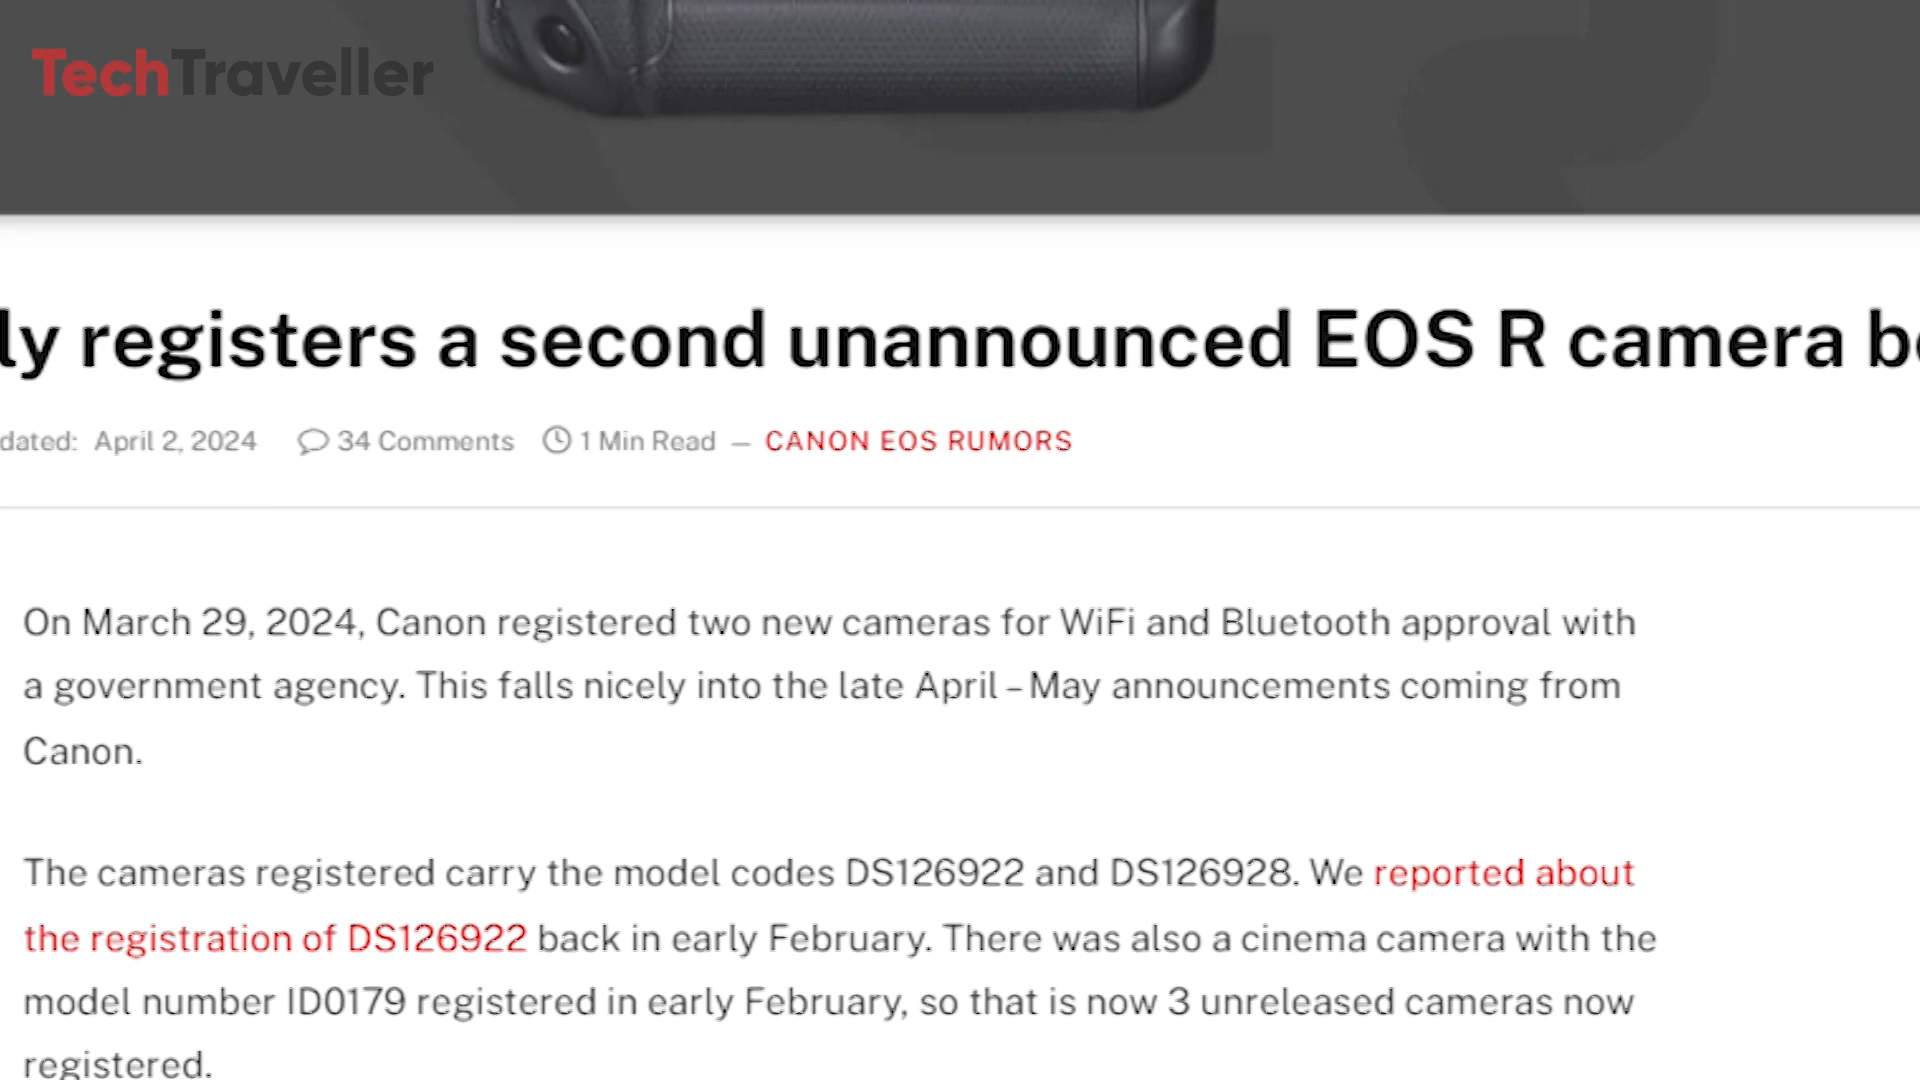 TechTraveller
ly registers a second unannounced EOS R camera
dated: April 2, 2024 34 Comments 1 Min Read — CANON EOS RUMORS
On March 29, 2024, Canon registered two new cameras for WiFi and Bluetooth approval with
a government agency. This falls nicely into the late April – May announcements coming from
Canon.
The cameras registered carry the model codes DS126922 and DS126928. We reported about
the registration of DS126922 back in early February. There was also a cinema camera with the
model number ID0179 registered in early February, so that is now 3 unreleased cameras now
registered.